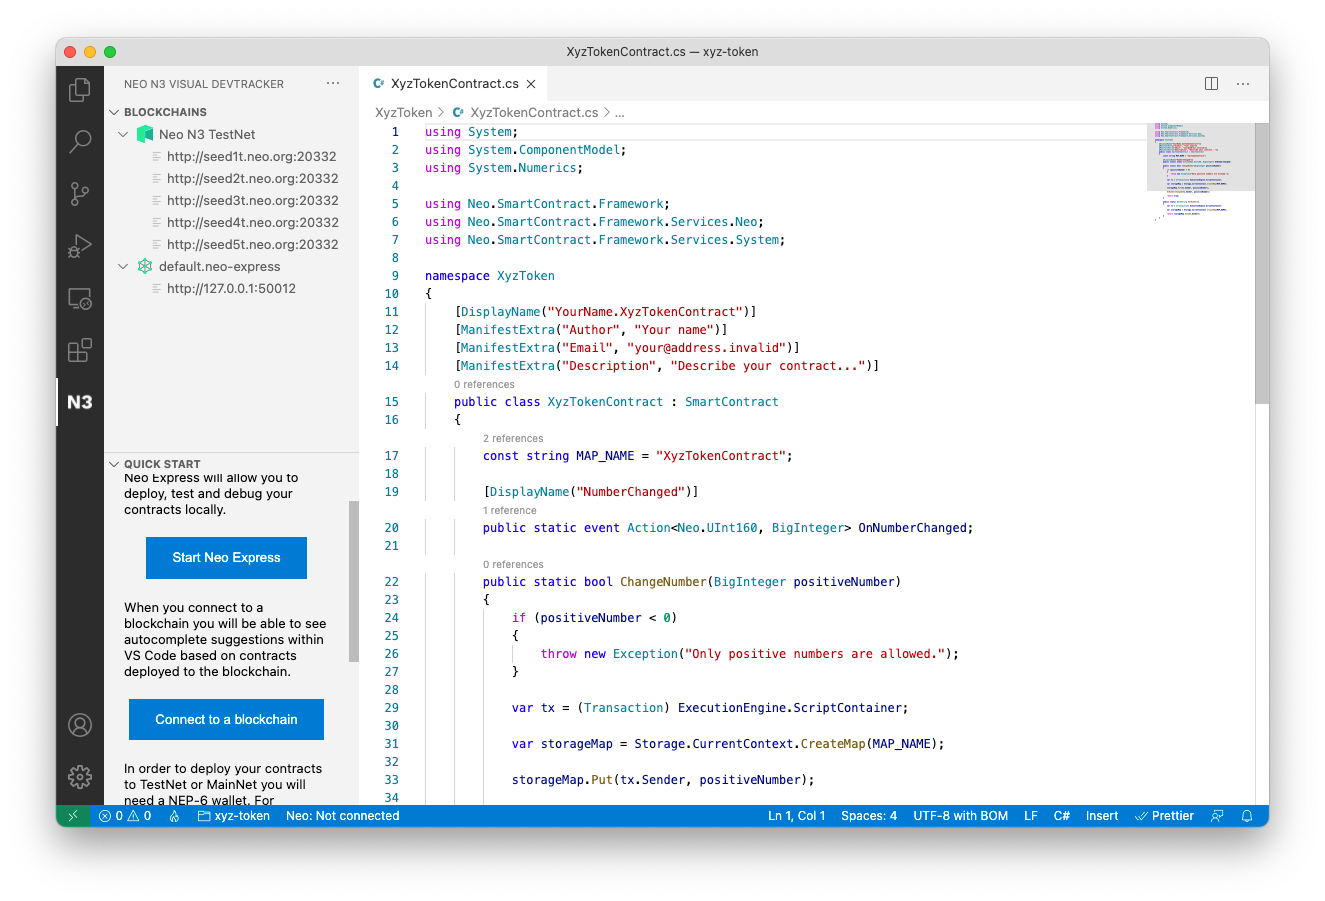 XyzTokenContract.cs — xyz-token
NEO N3 VISUAL DEVTRACKER
BLOCKCHAINS
Neo N3 TestNet
http://seed1t.neo.org:20332
http://seed2t.neo.org:20332
http://seed3t.neo.org:20332
http://seed4t.neo.org:20332
http://seed5t.neo.org:20332
default.neo-express
http://127.0.0.1:50012
N3
QUICK START
Neo Express will allow you to
deploy, test and debug your
contracts locally.
Start Neo Express
When you connect to a
blockchain you will be able to see
autocomplete suggestions within
VS Code based on contracts
deployed to the blockchain.
Connect to a blockchain
In order to deploy your contracts
to TestNet or MainNet you will
need a NEP-6 wallet. For
XyzTokenContract.cs
XyzToken > XyzTokenContract.cs > ...
1 using System;
2 using System.ComponentModel;
3 using System.Numerics;
4
5 using Neo.SmartContract.Framework;
6 using Neo.SmartContract.Framework.Services.Neo;
7 using Neo.SmartContract.Framework.Services.System;
8
9 namespace XyzToken
10 {
11 [DisplayName("YourName.XyzTokenContract")]
12 [ManifestExtra("Author", "Your name")]
13 [ManifestExtra("Email", "your@address.invalid")]
14 [ManifestExtra("Description", "Describe your contract...")]
0 references
15 public class XyzTokenContract : SmartContract
16 {
2 references
17 const string MAP_NAME = "XyzTokenContract";
18
19 [DisplayName("NumberChanged")]
1 reference
20 public static event Action<Neo.UInt160, BigInteger> OnNumberChanged;
21
0 references
22 public static bool ChangeNumber(BigInteger positiveNumber)
23 {
24 if (positiveNumber < 0)
25 {
26 throw new Exception("Only positive numbers are allowed.");
27 }
28
29 var tx = (Transaction) ExecutionEngine.ScriptContainer;
30
31 var storageMap = Storage.CurrentContext.CreateMap(MAP_NAME);
32
33 storageMap.Put(tx.Sender, positiveNumber);
34
0 0 xyz-token Neo: Not connected Ln 1, Col 1 Spaces: 4 UTF-8 with BOM LF C# Insert Prettier